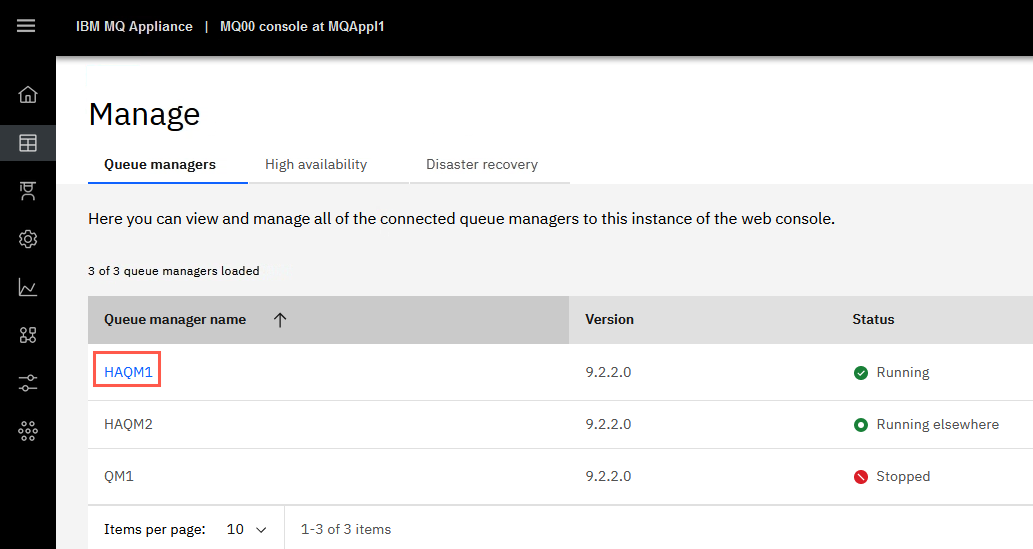 IBM MQ Appliance | MQ00 console at MQAppl1
Manage
Queue managers High availability Disaster recovery
Here you can view and manage all of the connected queue managers to this instance of the web console.
3 of 3 queue managers loaded
Queue manager name Version Status
HAQM1 9.2.2.0 Running
HAQM2 9.2.2.0 Running elsewhere
QM1 9.2.2.0 Stopped
Items per page: 10 1-3 of 3 items